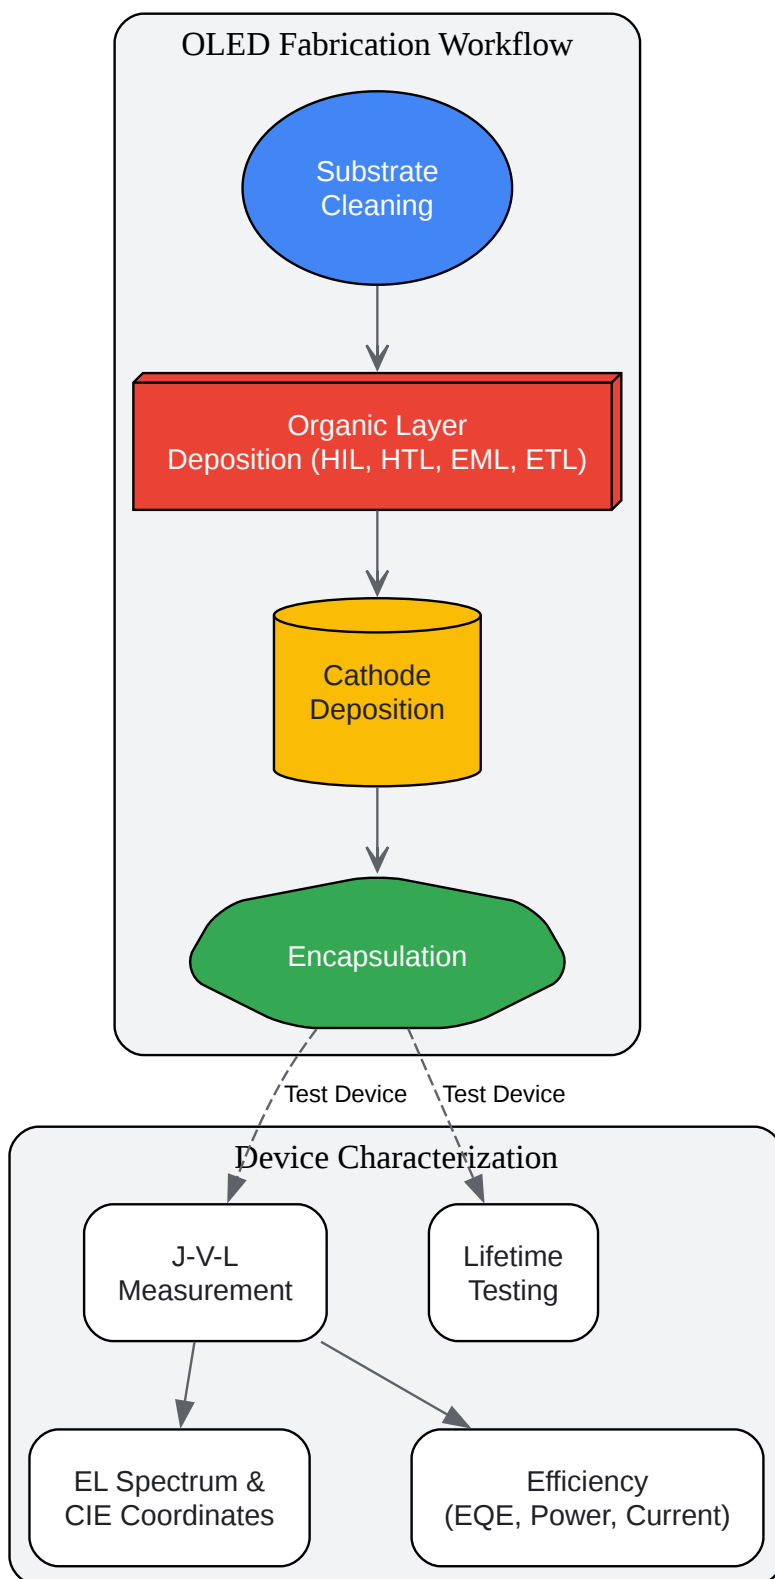 OLED Fabrication Workflow
Substrate
Cleaning
Organic Layer
Deposition (HIL, HTL, EML, ETL)
Cathode
Deposition
Encapsulation
Test Device
Test Device
Device Characterization
J-V-L
Measurement
Lifetime
Testing
EL Spectrum &
CIE Coordinates
Efficiency
(EQE, Power, Current)